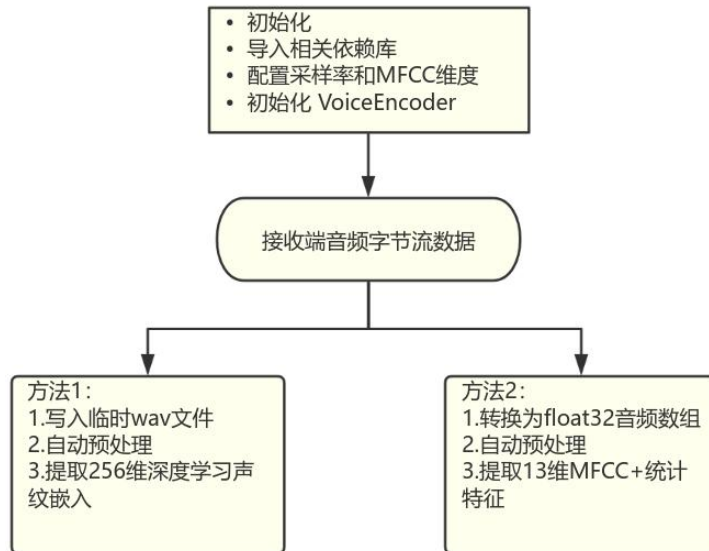 • 初始化
• 导入相关依赖库
• 配置采样率和MFCC维度
• 初始化 VoiceEncoder
接收端音频字节流数据
方法1：
1.写入临时wav文件
2.自动预处理
3.提取256维深度学习声
纹嵌入
方法2：
1.转换为float32音频数组
2.自动预处理
3.提取13维MFCC+统计
特征